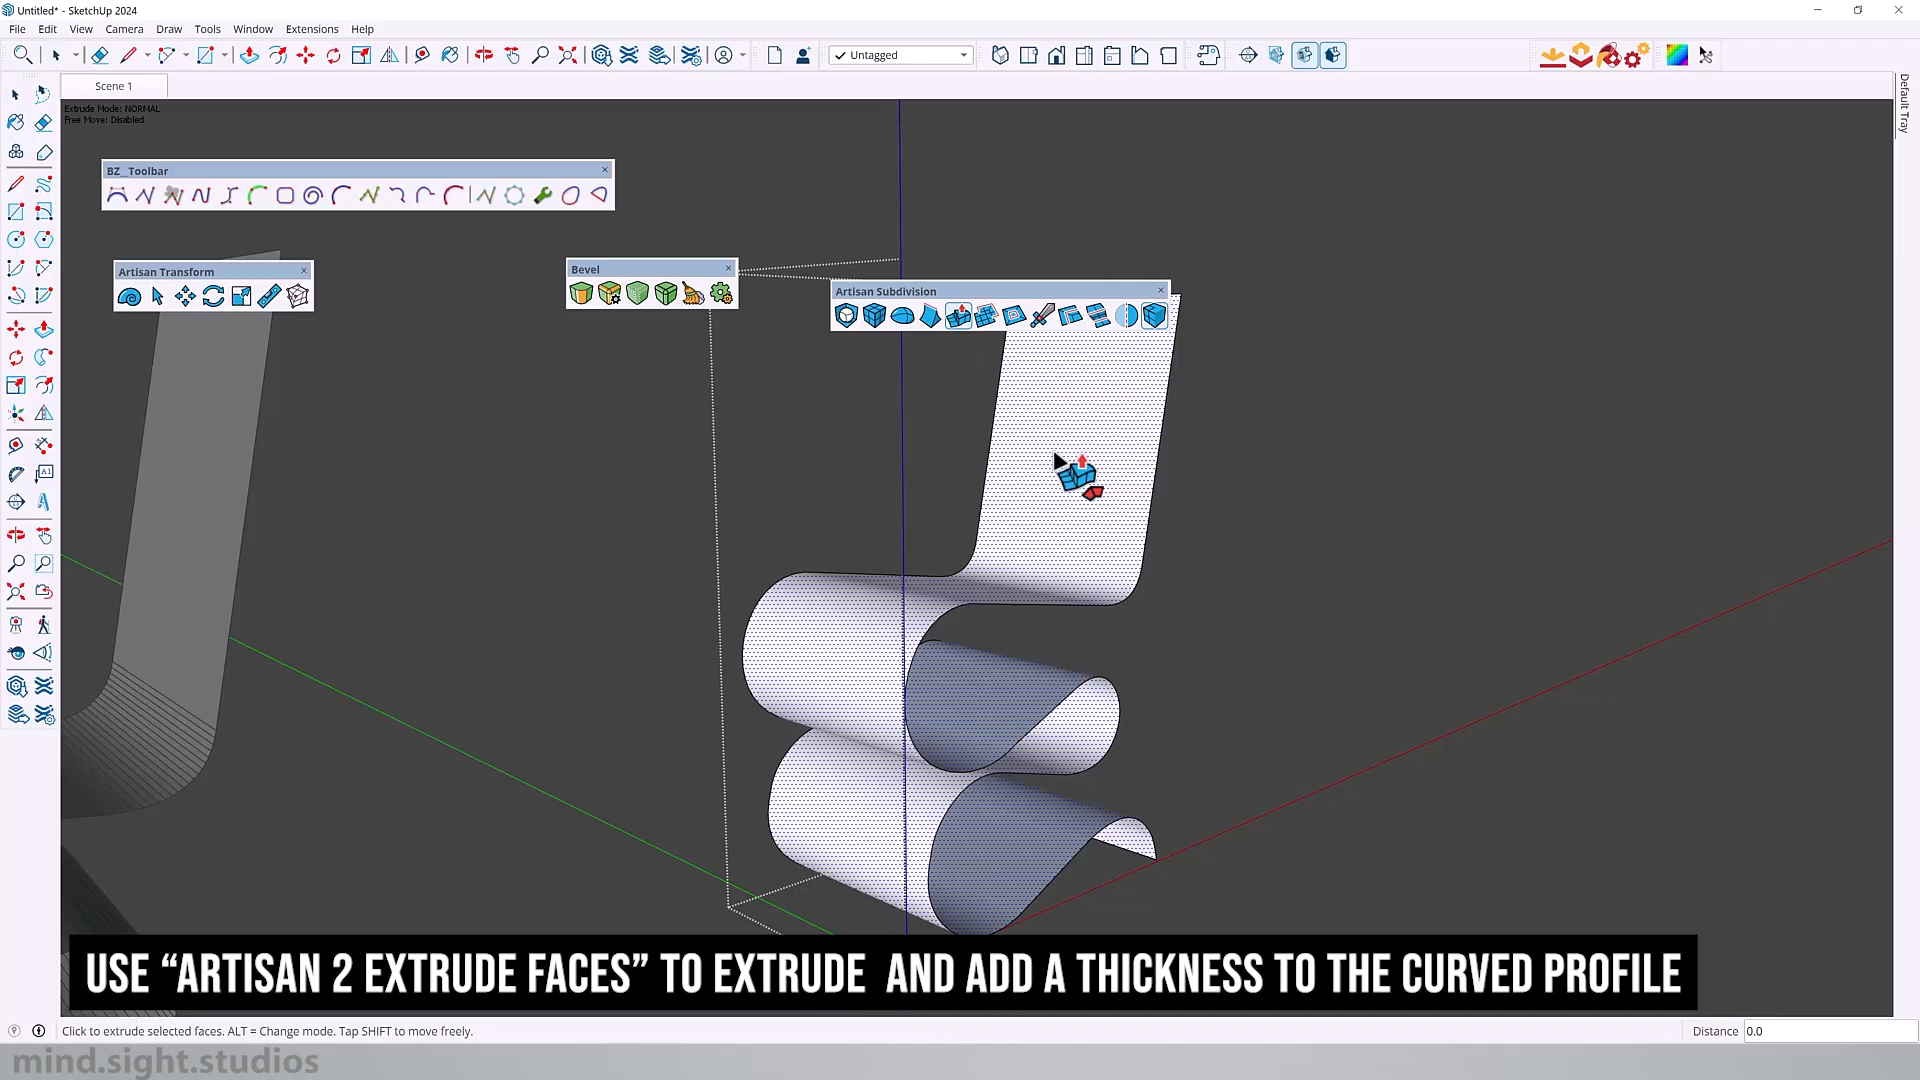 Untitled* - SketchUp 2024
File Edit View Camera Draw Tools Window Extensions Help
Untagged
Scene 1
Default Tray
Extrude Mode: NORMAL
Free Move: Disabled
BZ_Toolbar
Artisan Transform
Bevel
Artisan Subdivision
A1
USE “ARTISAN 2 EXTRUDE FACES” TO EXTRUDE AND ADD A THICKNESS TO THE CURVED PROFILE
Click to extrude selected faces. ALT = Change mode. Tap SHIFT to move freely.
Distance 0.0
mind.sight.studios